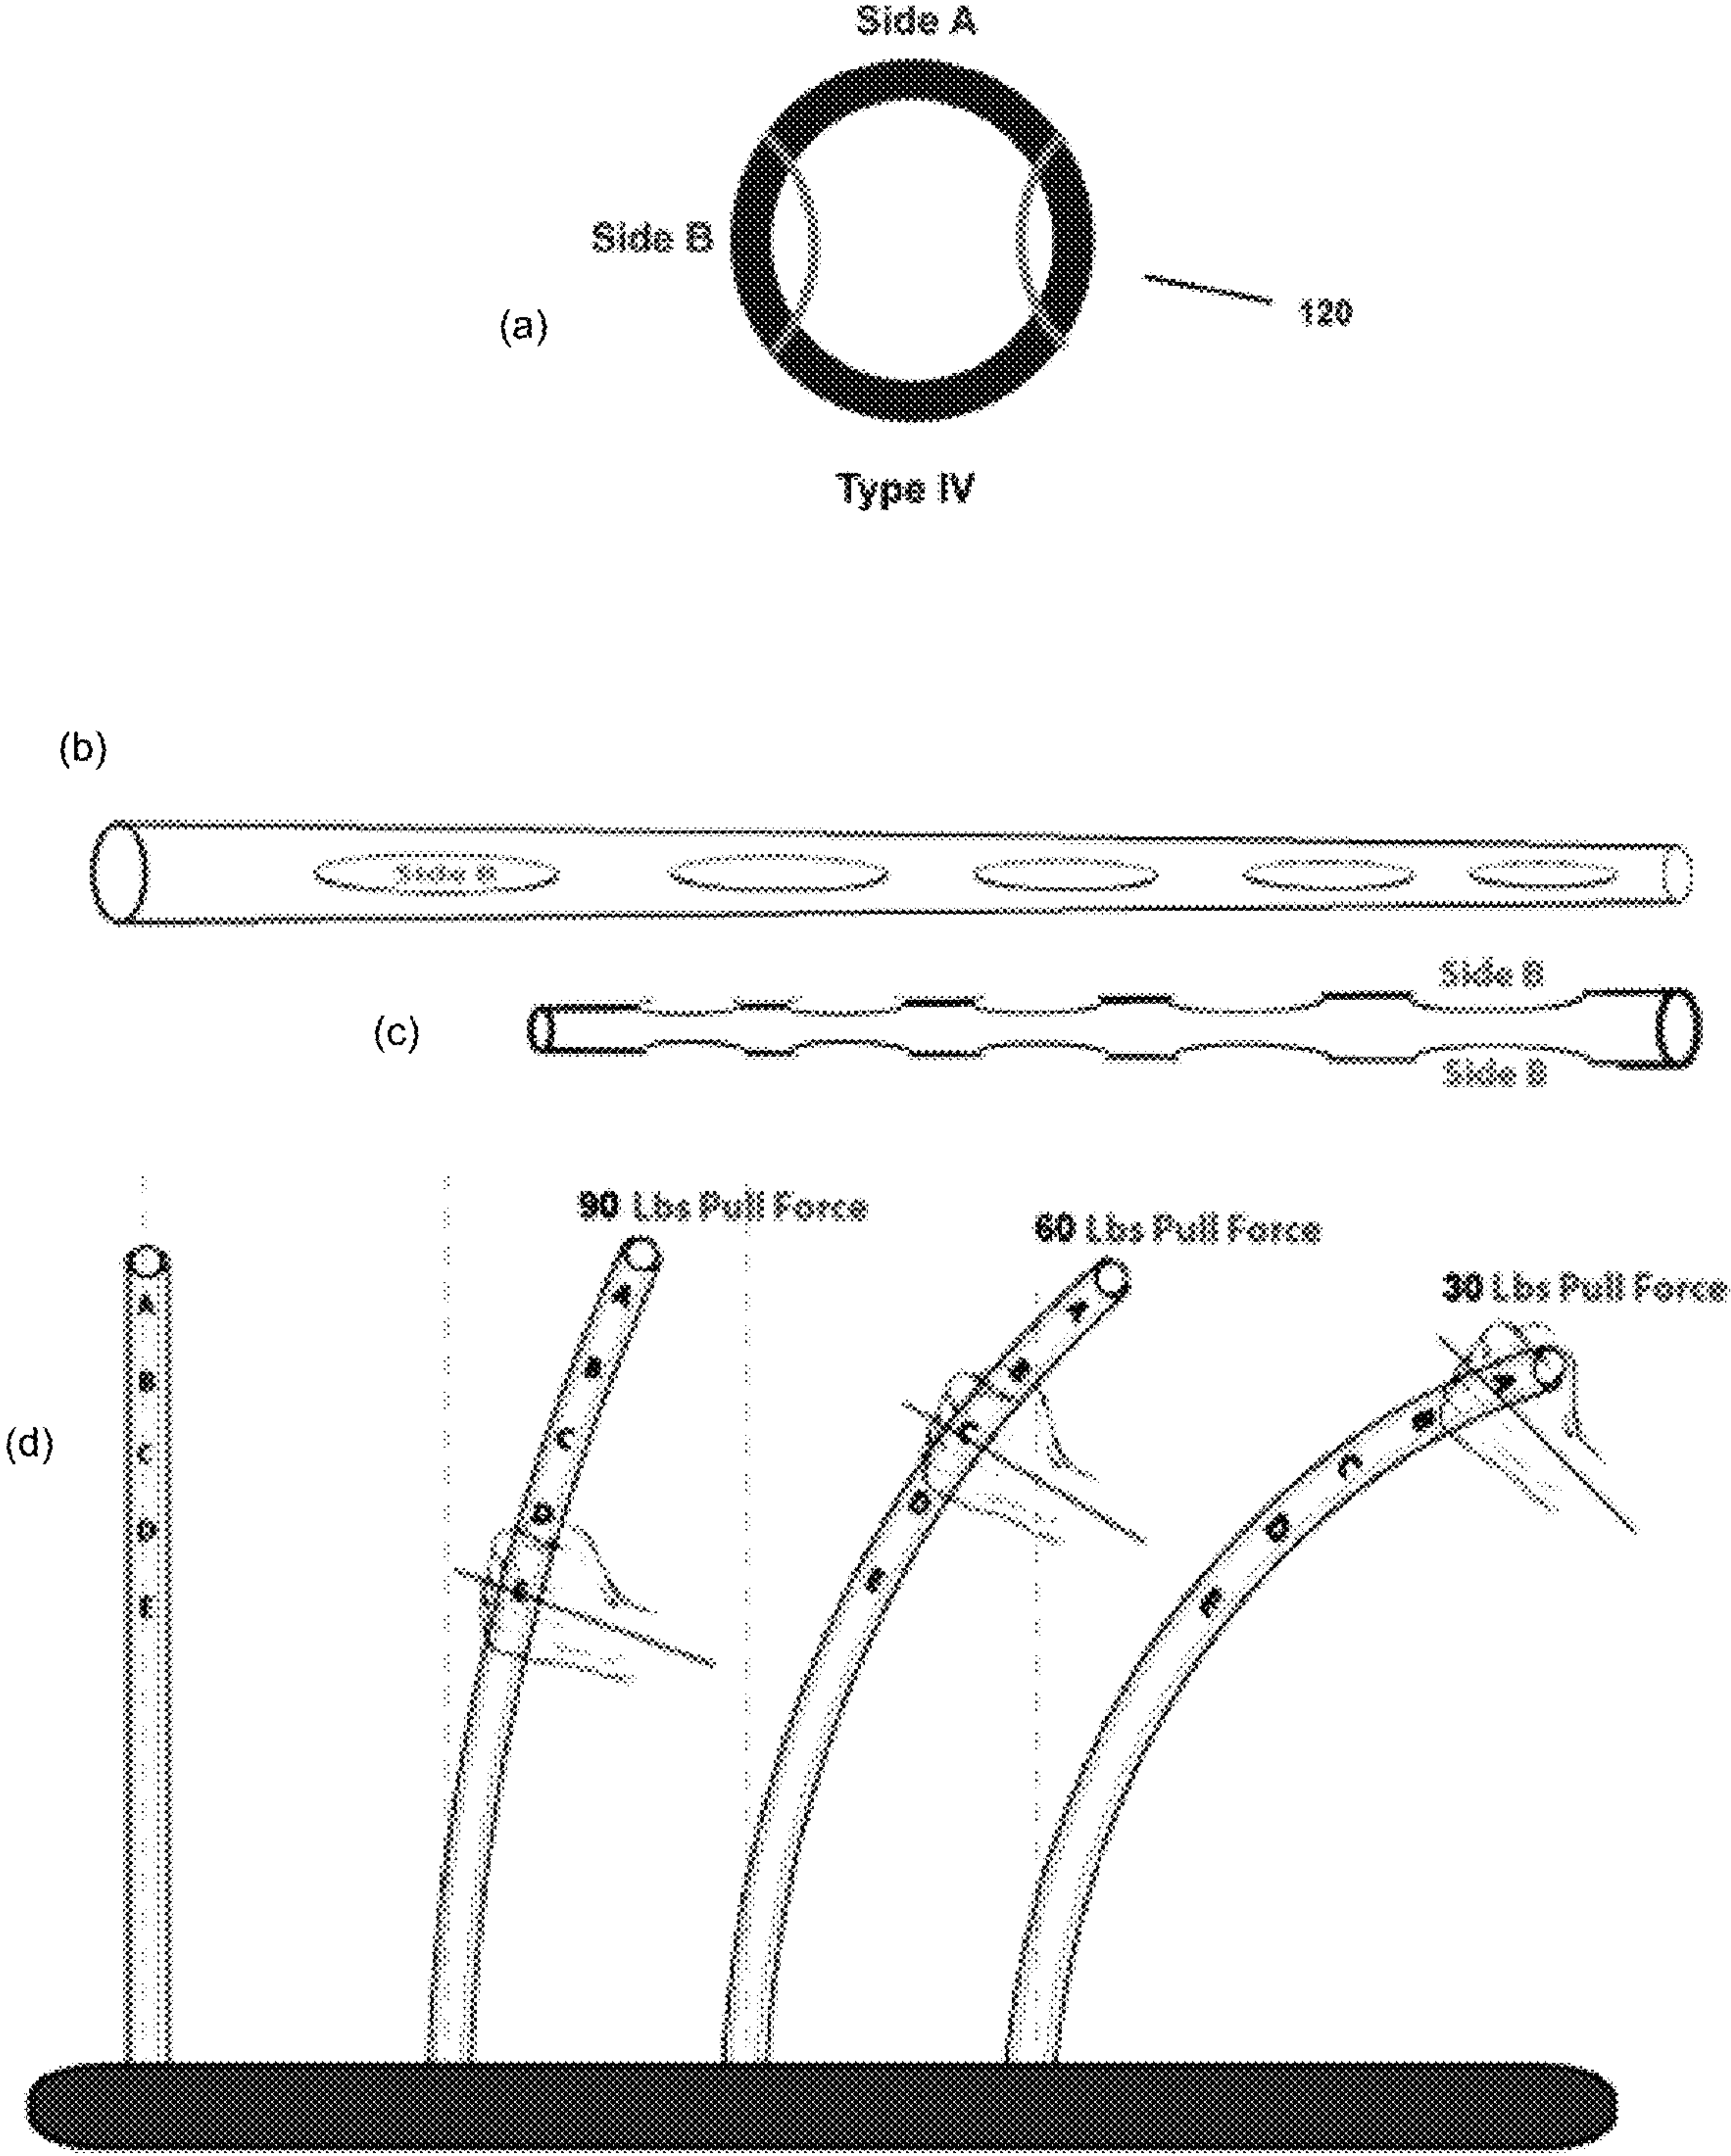 Side A
Side B
(a)
120
Type IV
(b)
Side B
Side B
(c)
Side B
90 Lbs Pull Force
60 Lbs Pull Force
30 Lbs Pull Force
(d)
A
B
C
D
E
A
B
C
D
E
A
B
C
D
E
A
B
C
D
E